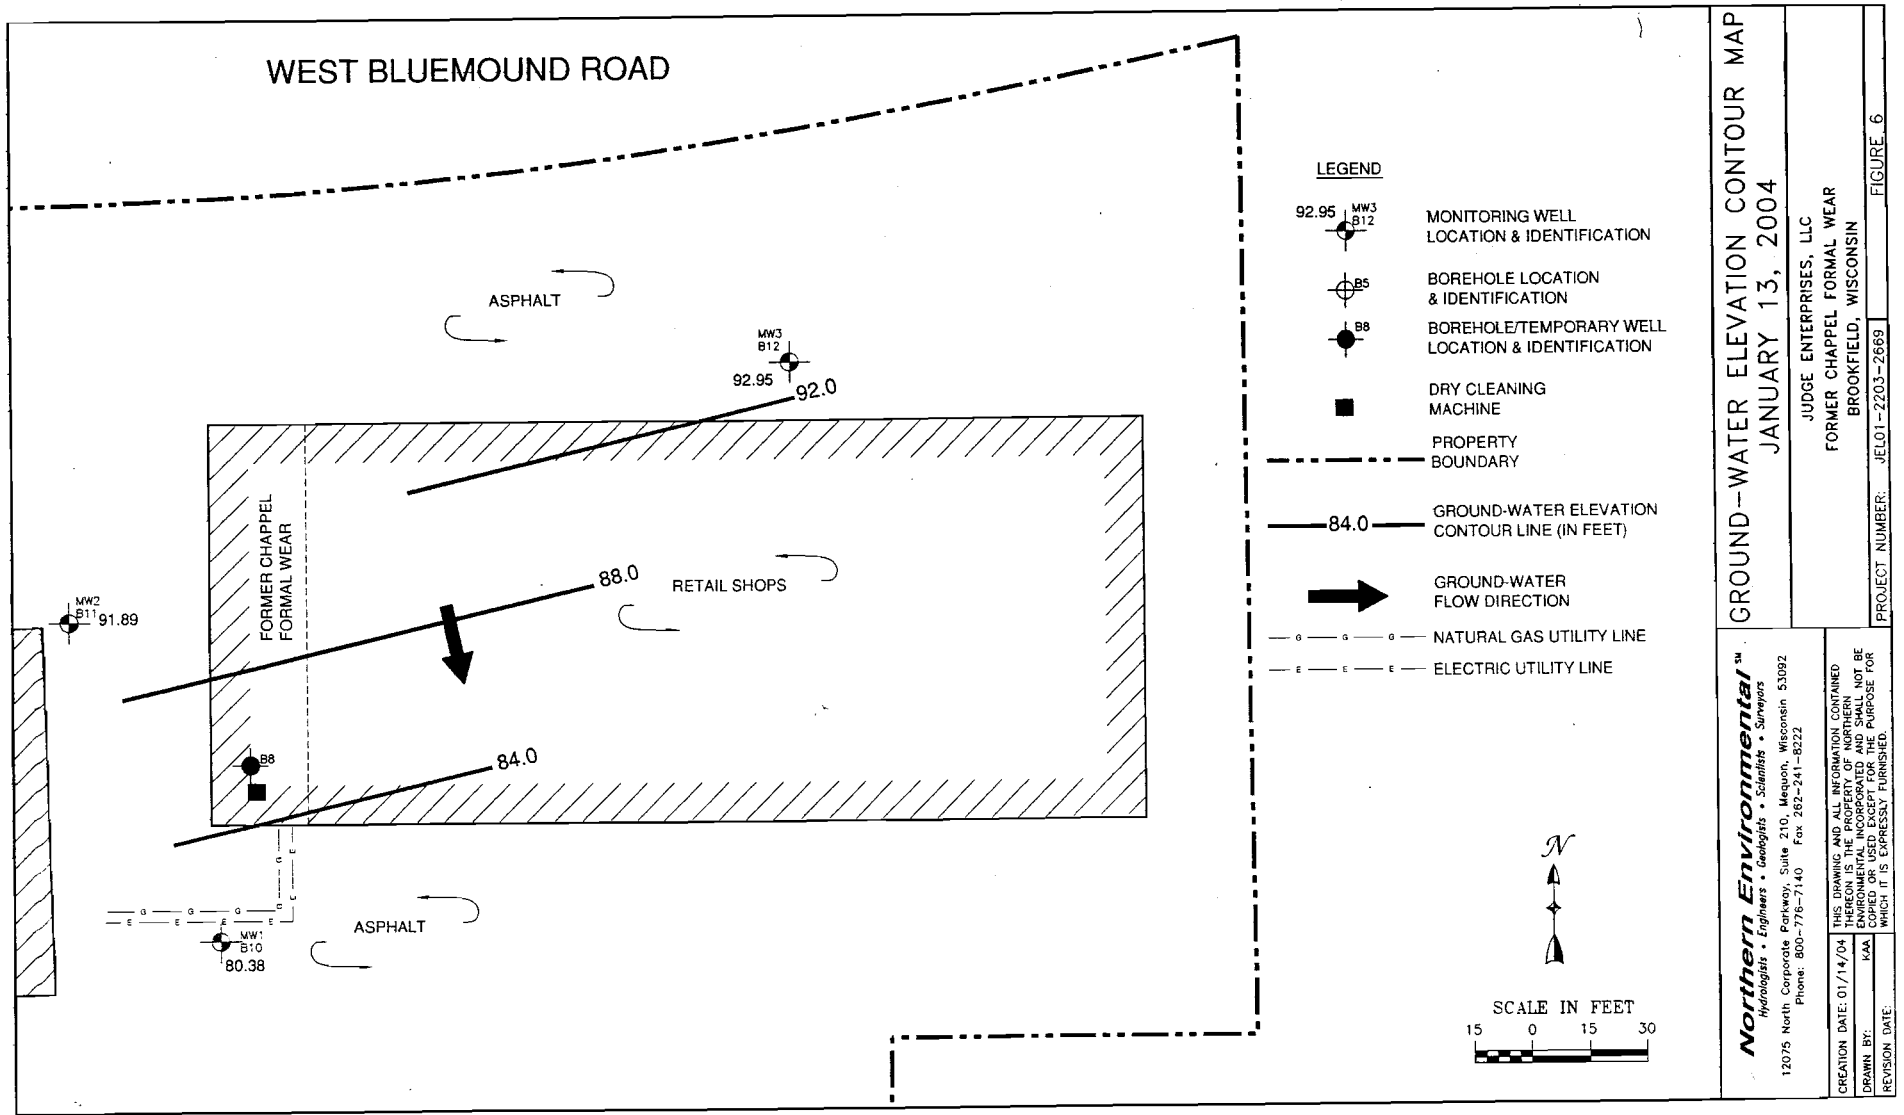 WEST BLUEMOUND ROAD
ASPHALT
MW3
B12
92.95
92.0
FORMER CHAPPEL
FORMAL WEAR
88.0
RETAIL SHOPS
MW2
B11
91.89
B8
84.0
G G G G
E E E E
G
E
G
E
MW1
B10
80.38
ASPHALT
LEGEND
92.95 MW3
B12
MONITORING WELL
LOCATION & IDENTIFICATION
B5
BOREHOLE LOCATION
& IDENTIFICATION
B8
BOREHOLE/TEMPORARY WELL
LOCATION & IDENTIFICATION
DRY CLEANING
MACHINE
PROPERTY
BOUNDARY
84.0
GROUND-WATER ELEVATION
CONTOUR LINE (IN FEET)
GROUND-WATER
FLOW DIRECTION
G G G NATURAL GAS UTILITY LINE
E E E ELECTRIC UTILITY LINE
N
SCALE IN FEET
15 0 15 30
GROUND-WATER ELEVATION CONTOUR MAP
JANUARY 13, 2004
JUDGE ENTERPRISES, LLC
FORMER CHAPPEL FORMAL WEAR
BROOKFIELD, WISCONSIN
PROJECT NUMBER: JEL01-2203-2669
FIGURE 6
Northern Environmental SM
Hydrologists • Engineers • Geologists • Scientists • Surveyors
12075 North Corporate Parkway, Suite 210, Mequon, Wisconsin 53092
Phone: 800-776-7140 Fax 262-241-8222
THIS DRAWING AND ALL INFORMATION CONTAINED
THEREON IS THE PROPERTY OF NORTHERN
ENVIRONMENTAL INCORPORATED AND SHALL NOT BE
COPIED OR USED EXCEPT FOR THE PURPOSE FOR
WHICH IT IS EXPRESSLY FURNISHED.
CREATION DATE: 01/14/04
DRAWN BY: KAA
REVISION DATE: